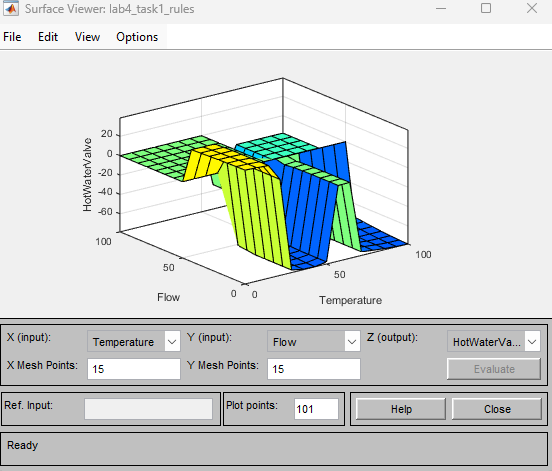 Surface Viewer: lab4_task1_rules
File Edit View Options
HotWaterValve
20
0
-20
-40
-60
100
50
0
Flow
0
50
100
Temperature
X (input): Temperature Y (input): Flow Z (output): HotWaterVa...
X Mesh Points: 15 Y Mesh Points: 15 Evaluate
Ref. Input: Plot points: 101 Help Close
Ready